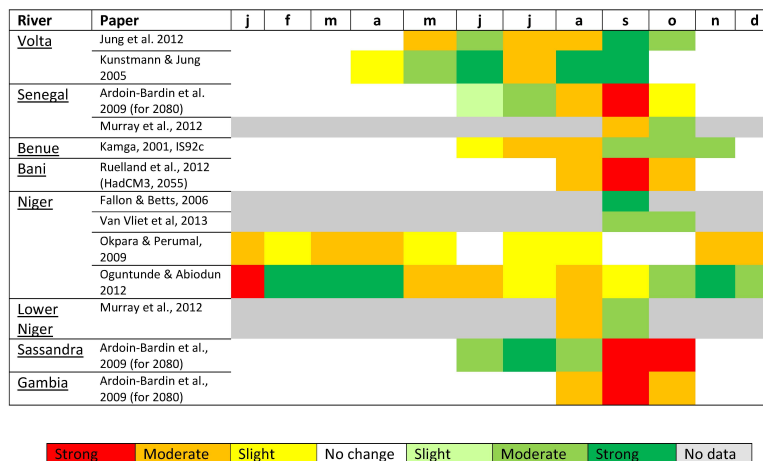 River Paper j f m a m j j a s o n d
Volta Jung et al. 2012
Kunstmann & Jung
2005
Senegal Ardoin-Bardin et al.
2009 (for 2080)
Murray et al., 2012
Benue Kamga, 2001, IS92c
Bani Ruelland et al., 2012
(HadCM3, 2055)
Niger Fallon & Betts, 2006
Van Vliet et al, 2013
Okpara & Perumal,
2009
Oguntunde & Abiodun
2012
Lower Murray et al., 2012
Niger
Sassandra Ardoin-Bardin et al.,
2009 (for 2080)
Gambia Ardoin-Bardin et al.,
2009 (for 2080)
Strong Moderate Slight No change Slight Moderate Strong No data